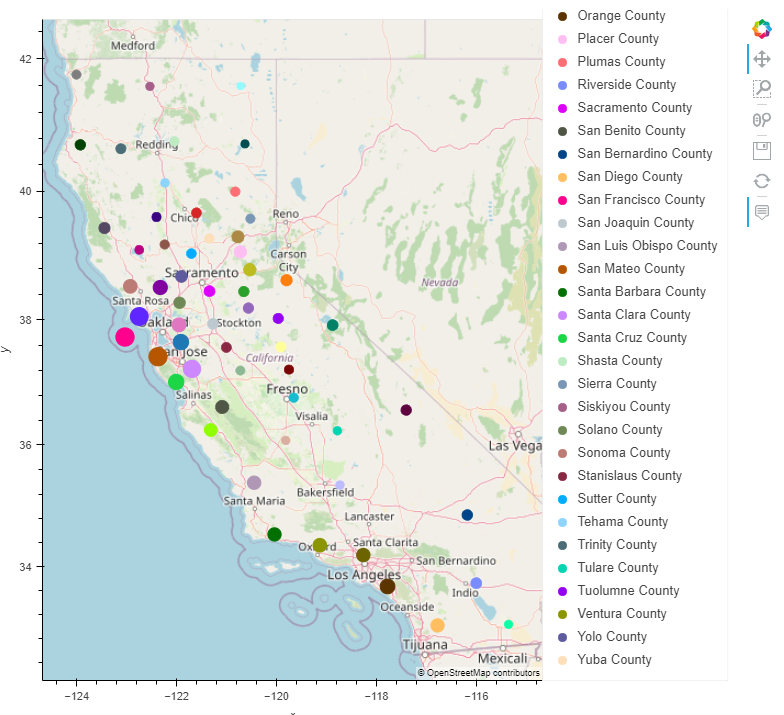 Medford
42
Redding
40
Chico
Reno
Carson
City
Sacramento
Nevada
Santa Rosa
38
Oakland
Stockton
San Jose
California
Salinas
Fresno
Visalia
36
Las Vega
Bakersfield
Santa Maria
Lancaster
Oxnard
Santa Clarita
San Bernardino
34
Los Angeles
Indio
Oceanside
Tijuana
Mexicali
© OpenStreetMap contributors
y
−124
−122
−120
−118
−116
Orange County
Placer County
Plumas County
Riverside County
Sacramento County
San Benito County
San Bernardino County
San Diego County
San Francisco County
San Joaquin County
San Luis Obispo County
San Mateo County
Santa Barbara County
Santa Clara County
Santa Cruz County
Shasta County
Sierra County
Siskiyou County
Solano County
Sonoma County
Stanislaus County
Sutter County
Tehama County
Trinity County
Tulare County
Tuolumne County
Ventura County
Yolo County
Yuba County